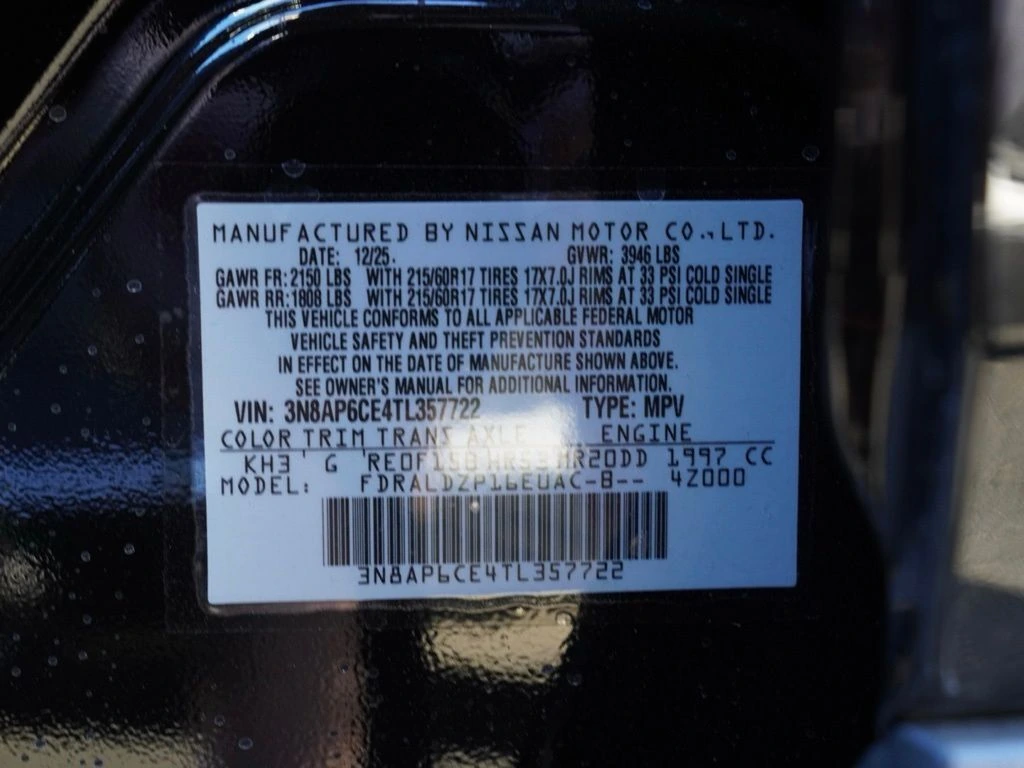 MANUFACTURED BY NISSAN MOTOR CO.,LTD.
DATE: 12/25. GVWR: 3946 LBS
GAWR FR: 2150 LBS WITH 215/60R17 TIRES 17X7.0J RIMS AT 33 PSI COLD SINGLE
GAWR RR: 1808 LBS WITH 215/60R17 TIRES 17X7.0J RIMS AT 33 PSI COLD SINGLE
THIS VEHICLE CONFORMS TO ALL APPLICABLE FEDERAL MOTOR
VEHICLE SAFETY AND THEFT PREVENTION STANDARDS
IN EFFECT ON THE DATE OF MANUFACTURE SHOWN ABOVE.
SEE OWNER'S MANUAL FOR ADDITIONAL INFORMATION.
VIN: 3N8AP6CE4TL357722 TYPE: MPV
COLOR TRIM TRANS AXLE ENGINE
KH3 G RE0F15B HR53 MR20DD 1997 CC
MODEL: FDRALDZP16EUAC-B-- 4Z000
3N8AP6CE4TL357722